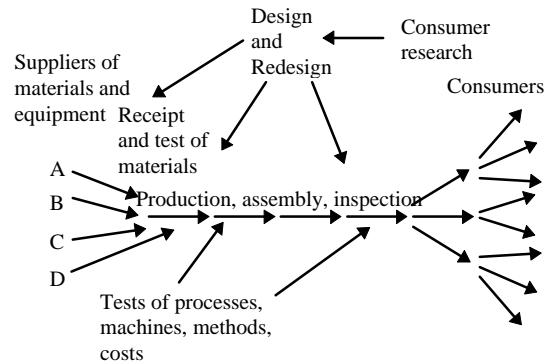 Design
and
Redesign
Consumer
research
Suppliers of
materials and
equipment
Receipt
and test of
materials
Consumers
A
B
C
D
Production, assembly, inspection
Tests of processes,
machines, methods,
costs